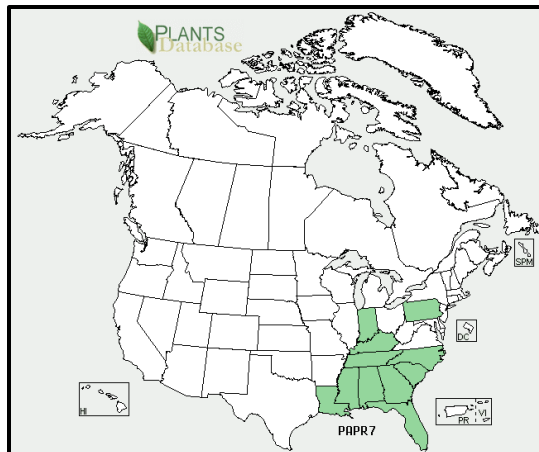 PLANTS
Database
SPM
DC
HI
PR
VI
PAPR7